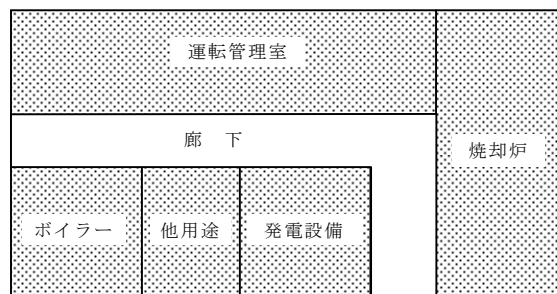 運転管理室
廊　下
焼却炉
ボイラー
他用途
発電設備